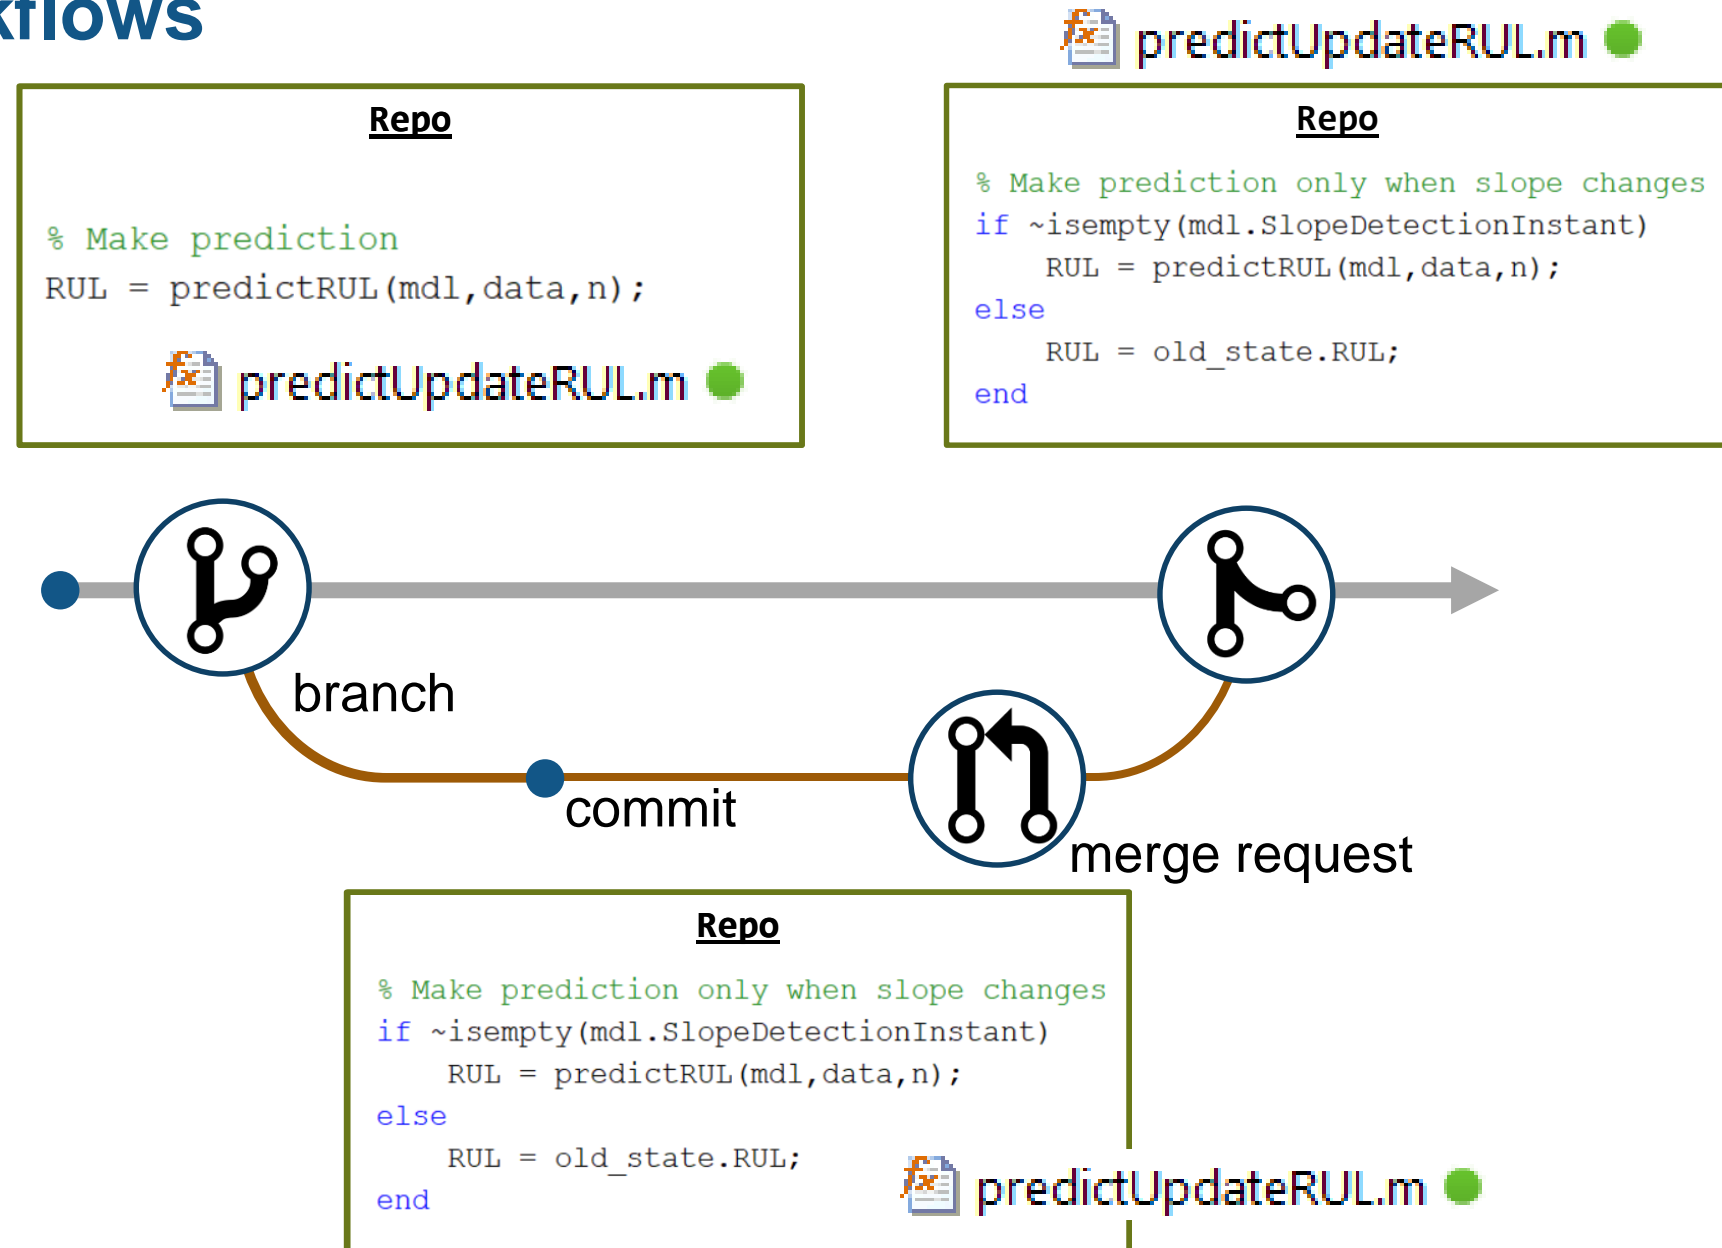 kflows
Repo
% Make prediction
RUL = predictRUL(mdl,data,n);
predictUpdateRUL.m
predictUpdateRUL.m
Repo
% Make prediction only when slope changes
if ~isempty(mdl.SlopeDetectionInstant)
    RUL = predictRUL(mdl,data,n);
else
    RUL = old_state.RUL;
end
branch
commit
merge request
Repo
% Make prediction only when slope changes
if ~isempty(mdl.SlopeDetectionInstant)
    RUL = predictRUL(mdl,data,n);
else
    RUL = old_state.RUL;
end
predictUpdateRUL.m